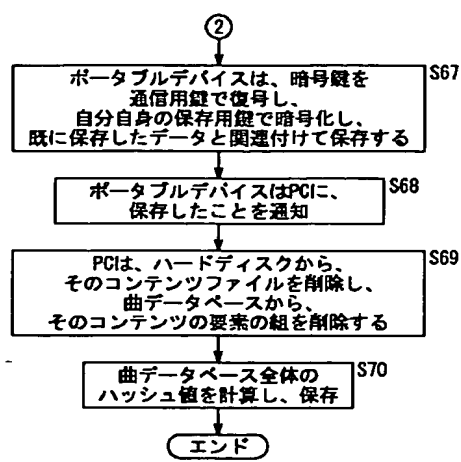 ②
S67
ポータブルデバイスは、暗号鍵を
通信用鍵で復号し、
自分自身の保存用鍵で暗号化し、
既に保存したデータと関連付けて保存する
S68
ポータブルデバイスはPCに、
保存したことを通知
S69
PCは、ハードディスクから、
そのコンテンツファイルを削除し、
曲データベースから、
そのコンテンツの要素の組を削除する
S70
曲データベース全体の
ハッシュ値を計算し、保存
エンド